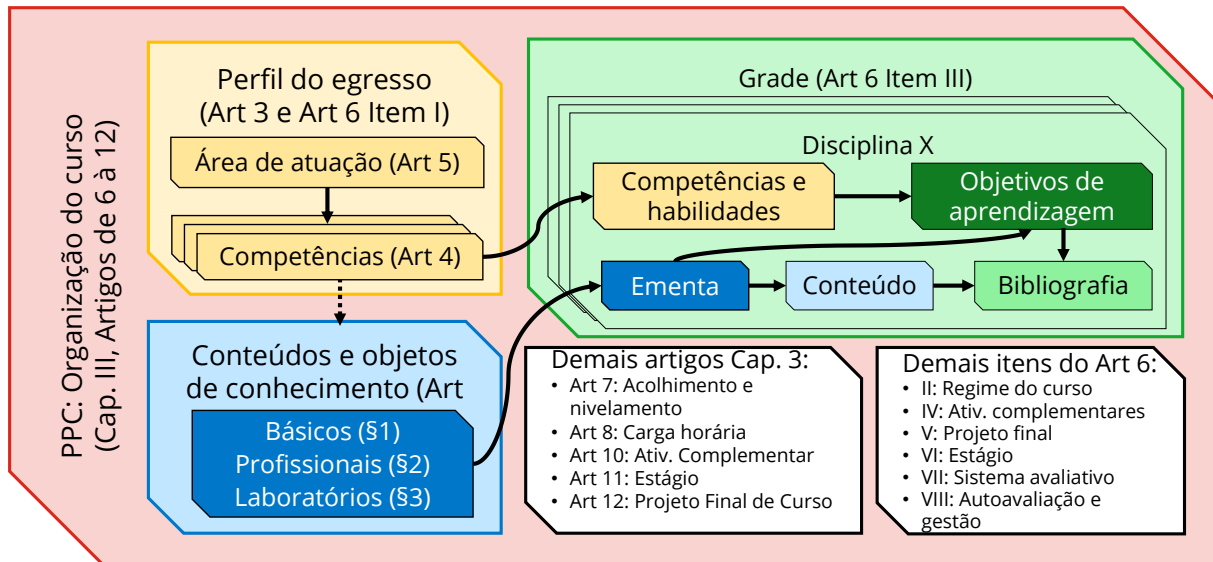 PPC: Organização do curso
(Cap. III, Artigos de 6 à 12)
Perfil do egresso
(Art 3 e Art 6 Item I)
Área de atuação (Art 5)
Competências (Art 4)
Conteúdos e objetos
de conhecimento (Art
Básicos (§1)
Profissionais (§2)
Laboratórios (§3)
Grade (Art 6 Item III)
Disciplina X
Competências e
habilidades
Objetivos de
aprendizagem
Ementa
Conteúdo
Bibliografia
Demais artigos Cap. 3:
• Art 7: Acolhimento e
nivelamento
• Art 8: Carga horária
• Art 10: Ativ. Complementar
• Art 11: Estágio
• Art 12: Projeto Final de Curso
Demais itens do Art 6:
• II: Regime do curso
• IV: Ativ. complementares
• V: Projeto final
• VI: Estágio
• VII: Sistema avaliativo
• VIII: Autoavaliação e
gestão